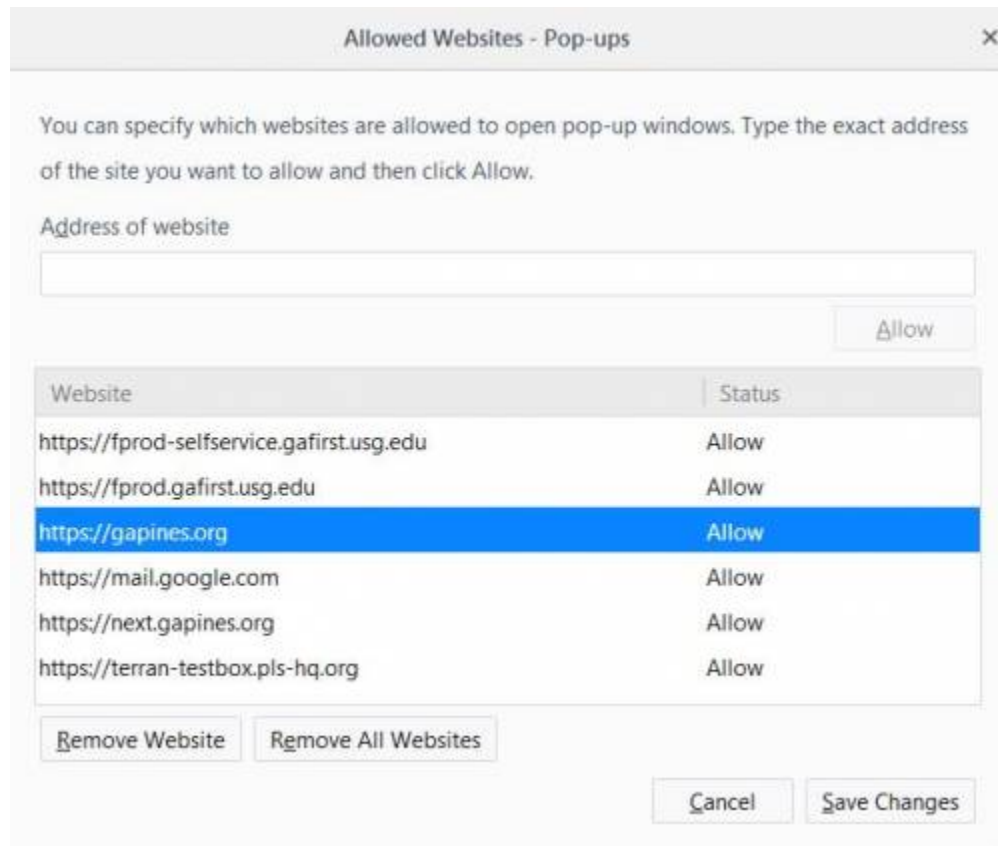 Allowed Websites - Pop-ups
You can specify which websites are allowed to open pop-up windows. Type the exact address
of the site you want to allow and then click Allow.
Address of website
Allow
Website Status
https://fprod-selfservice.gafirst.usg.edu Allow
https://fprod.gafirst.usg.edu Allow
https://gapines.org Allow
https://mail.google.com Allow
https://next.gapines.org Allow
https://terran-testbox.pls-hq.org Allow
Remove Website Remove All Websites
Cancel Save Changes